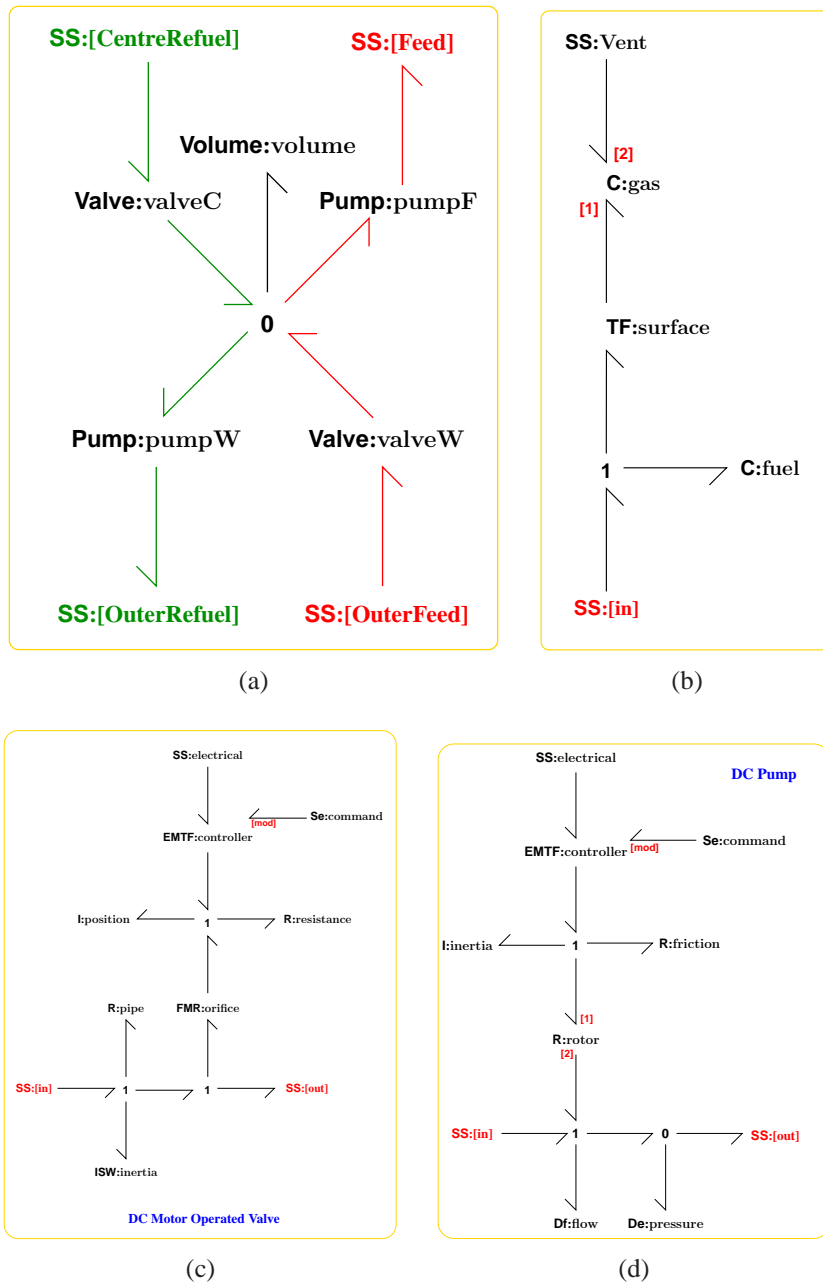 SS:[CentreRefuel]
SS:[Feed]
Volume:volume
Valve:valveC
Pump:pumpF
0
Pump:pumpW
Valve:valveW
SS:[OuterRefuel]
SS:[OuterFeed]
(a)
SS:Vent
[2]
C:gas
[1]
TF:surface
1
C:fuel
SS:[in]
(b)
SS:electrical
[mod]
Se:command
EMTF:controller
I:position
1
R:resistance
R:pipe
FMR:orifice
SS:[in]
1
1
SS:[out]
ISW:inertia
DC Motor Operated Valve
(c)
SS:electrical
DC Pump
Se:command
EMTF:controller
[mod]
I:inertia
1
R:friction
[1]
R:rotor
[2]
SS:[in]
1
0
SS:[out]
Df:flow
De:pressure
(d)